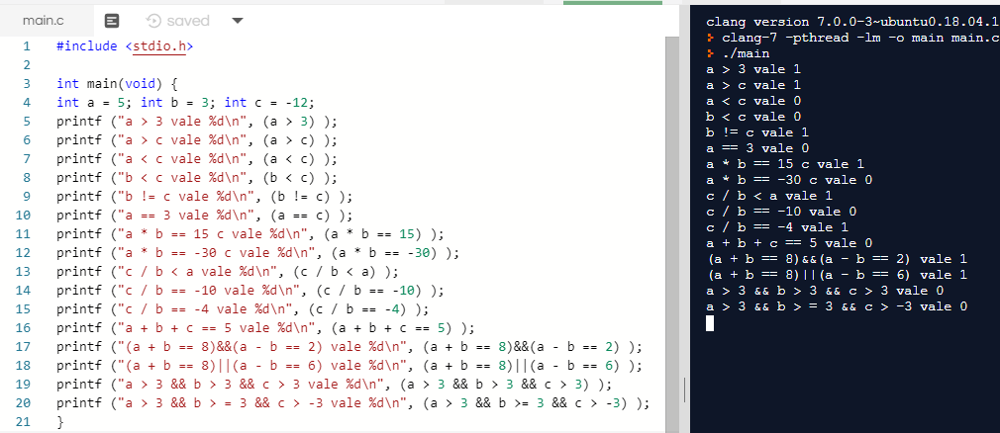 main.c saved
1 #include <stdio.h>
2
3 int main(void) {
4 int a = 5; int b = 3; int c = -12;
5 printf ("a > 3 vale %d\n", (a > 3) );
6 printf ("a > c vale %d\n", (a > c) );
7 printf ("a < c vale %d\n", (a < c) );
8 printf ("b < c vale %d\n", (b < c) );
9 printf ("b != c vale %d\n", (b != c) );
10 printf ("a == 3 vale %d\n", (a == c) );
11 printf ("a * b == 15 c vale %d\n", (a * b == 15) );
12 printf ("a * b == -30 c vale %d\n", (a * b == -30) );
13 printf ("c / b < a vale %d\n", (c / b < a) );
14 printf ("c / b == -10 vale %d\n", (c / b == -10) );
15 printf ("c / b == -4 vale %d\n", (c / b == -4) );
16 printf ("a + b + c == 5 vale %d\n", (a + b + c == 5) );
17 printf ("(a + b == 8)&&(a - b == 2) vale %d\n", (a + b == 8)&&(a - b == 2) );
18 printf ("(a + b == 8)||(a - b == 6) vale %d\n", (a + b == 8)||(a - b == 6) );
19 printf ("a > 3 && b > 3 && c > 3 vale %d\n", (a > 3 && b > 3 && c > 3) );
20 printf ("a > 3 && b > = 3 && c > -3 vale %d\n", (a > 3 && b >= 3 && c > -3) );
21 }
clang version 7.0.0-3~ubuntu0.18.04.1
clang-7 -pthread -lm -o main main.c
./main
a > 3 vale 1
a > c vale 1
a < c vale 0
b < c vale 0
b != c vale 1
a == 3 vale 0
a * b == 15 c vale 1
a * b == -30 c vale 0
c / b < a vale 1
c / b == -10 vale 0
c / b == -4 vale 1
a + b + c == 5 vale 0
(a + b == 8)&&(a - b == 2) vale 1
(a + b == 8)||(a - b == 6) vale 1
a > 3 && b > 3 && c > 3 vale 0
a > 3 && b > = 3 && c > -3 vale 0